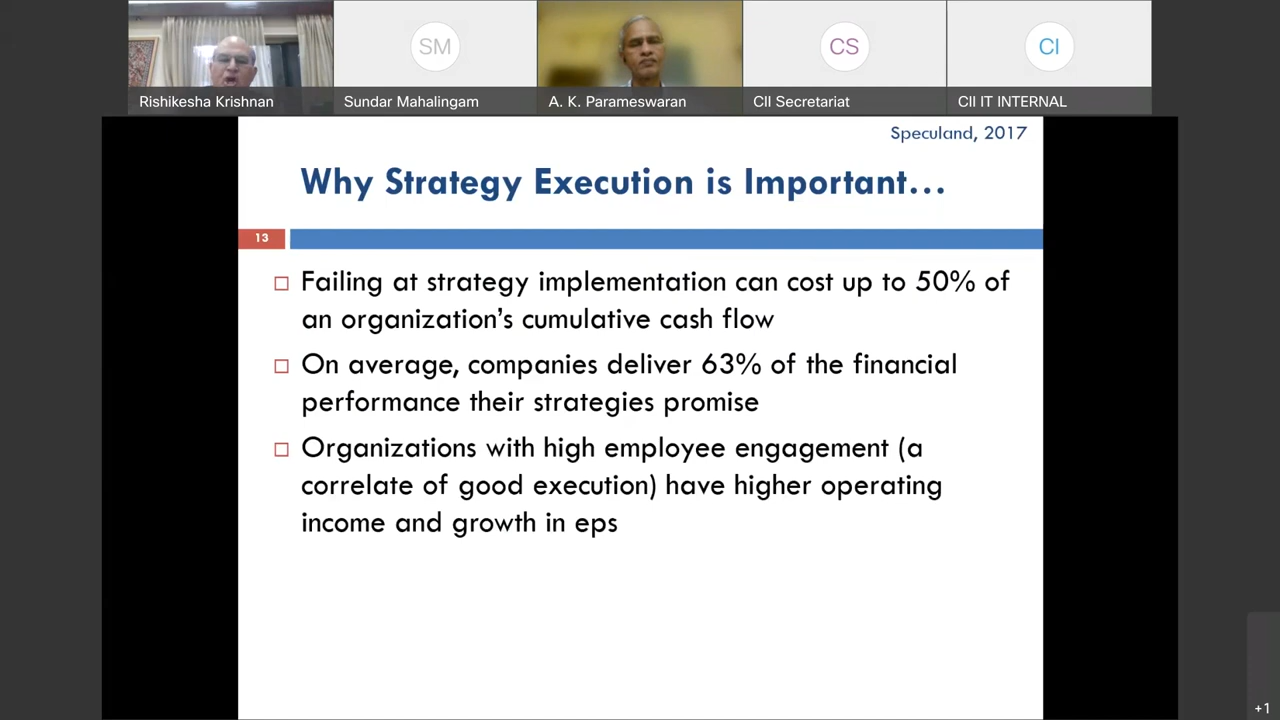 SM
CS
CI
Rishikesha Krishnan
Sundar Mahalingam
A. K. Parameswaran
CII Secretariat
CII IT INTERNAL
Speculand, 2017
Why Strategy Execution is Important...
13
Failing at strategy implementation can cost up to 50% of
an organization's cumulative cash flow
On average, companies deliver 63% of the financial
performance their strategies promise
Organizations with high employee engagement (a
correlate of good execution) have higher operating
income and growth in eps
+1